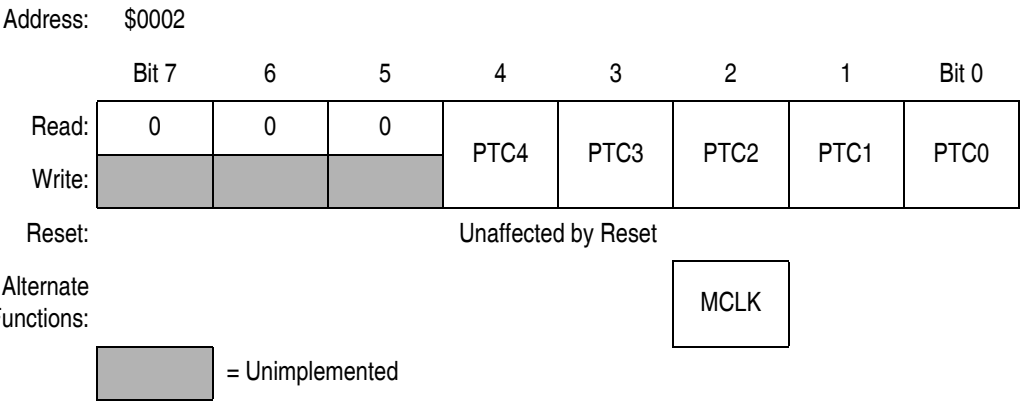 Address: $0002
Bit 7 6 5 4 3 2 1 Bit 0
Read: 0 0 0 PTC4 PTC3 PTC2 PTC1 PTC0
Write:
Reset: Unaffected by Reset
Alternate
unctions: MCLK
= Unimplemented